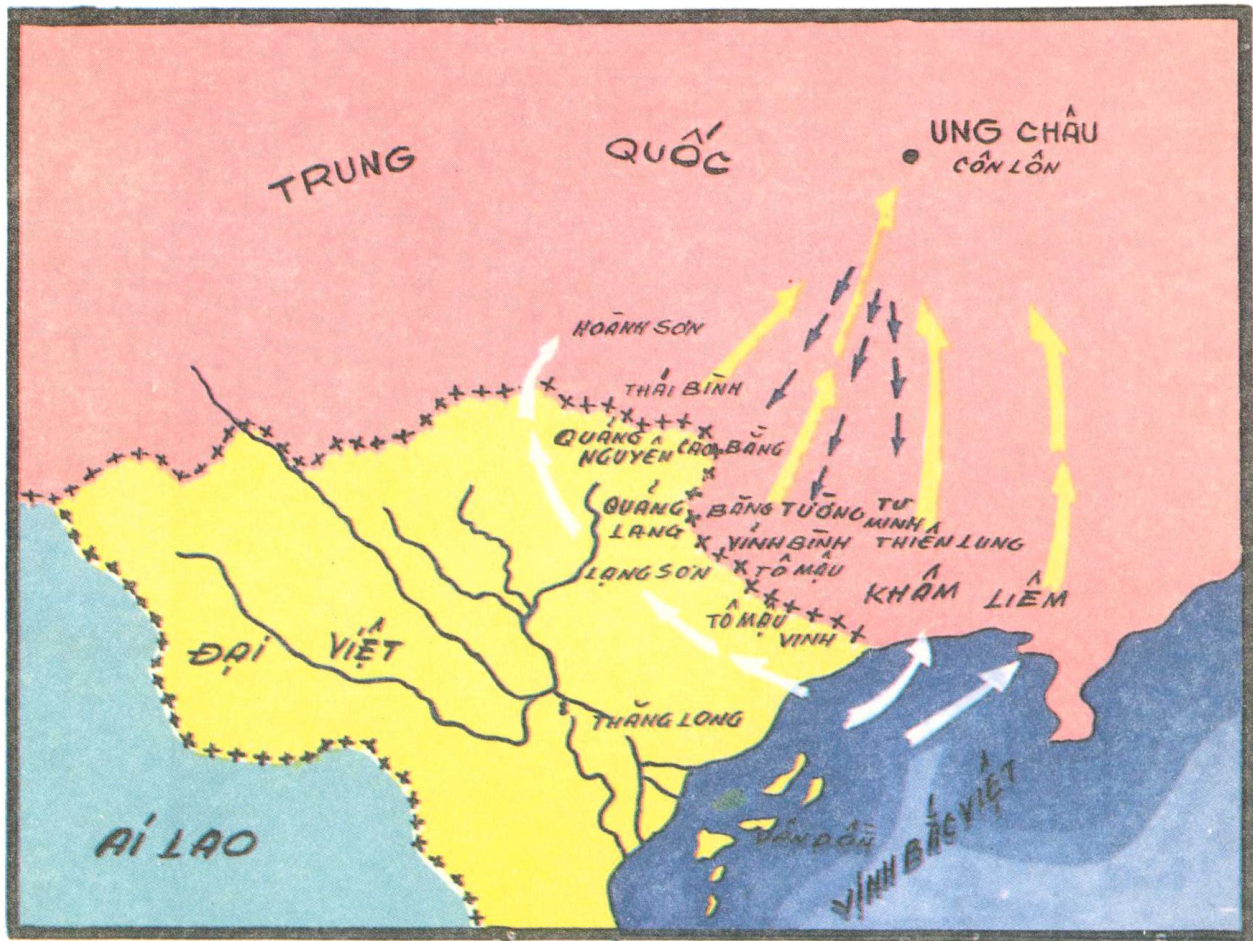 TRUNG QUỐC
UNG CHÂU
CÔN LÔN
HOÀNH SƠN
THÁI BÌNH
QUẢNG NGUYÊN
CAO BẰNG
QUẢNG LANG
BẰNG TƯỜNG
TƯ MINH
VĨNH BÌNH
THIÊN LUNG
LẠNG SƠN
TÔ MẬU
KHÂM
LIÊM
TÔ MẬU
VINH
ĐẠI VIỆT
THĂNG LONG
AI LAO
VÂN ĐỒN
VỊNH BẮC VIỆT